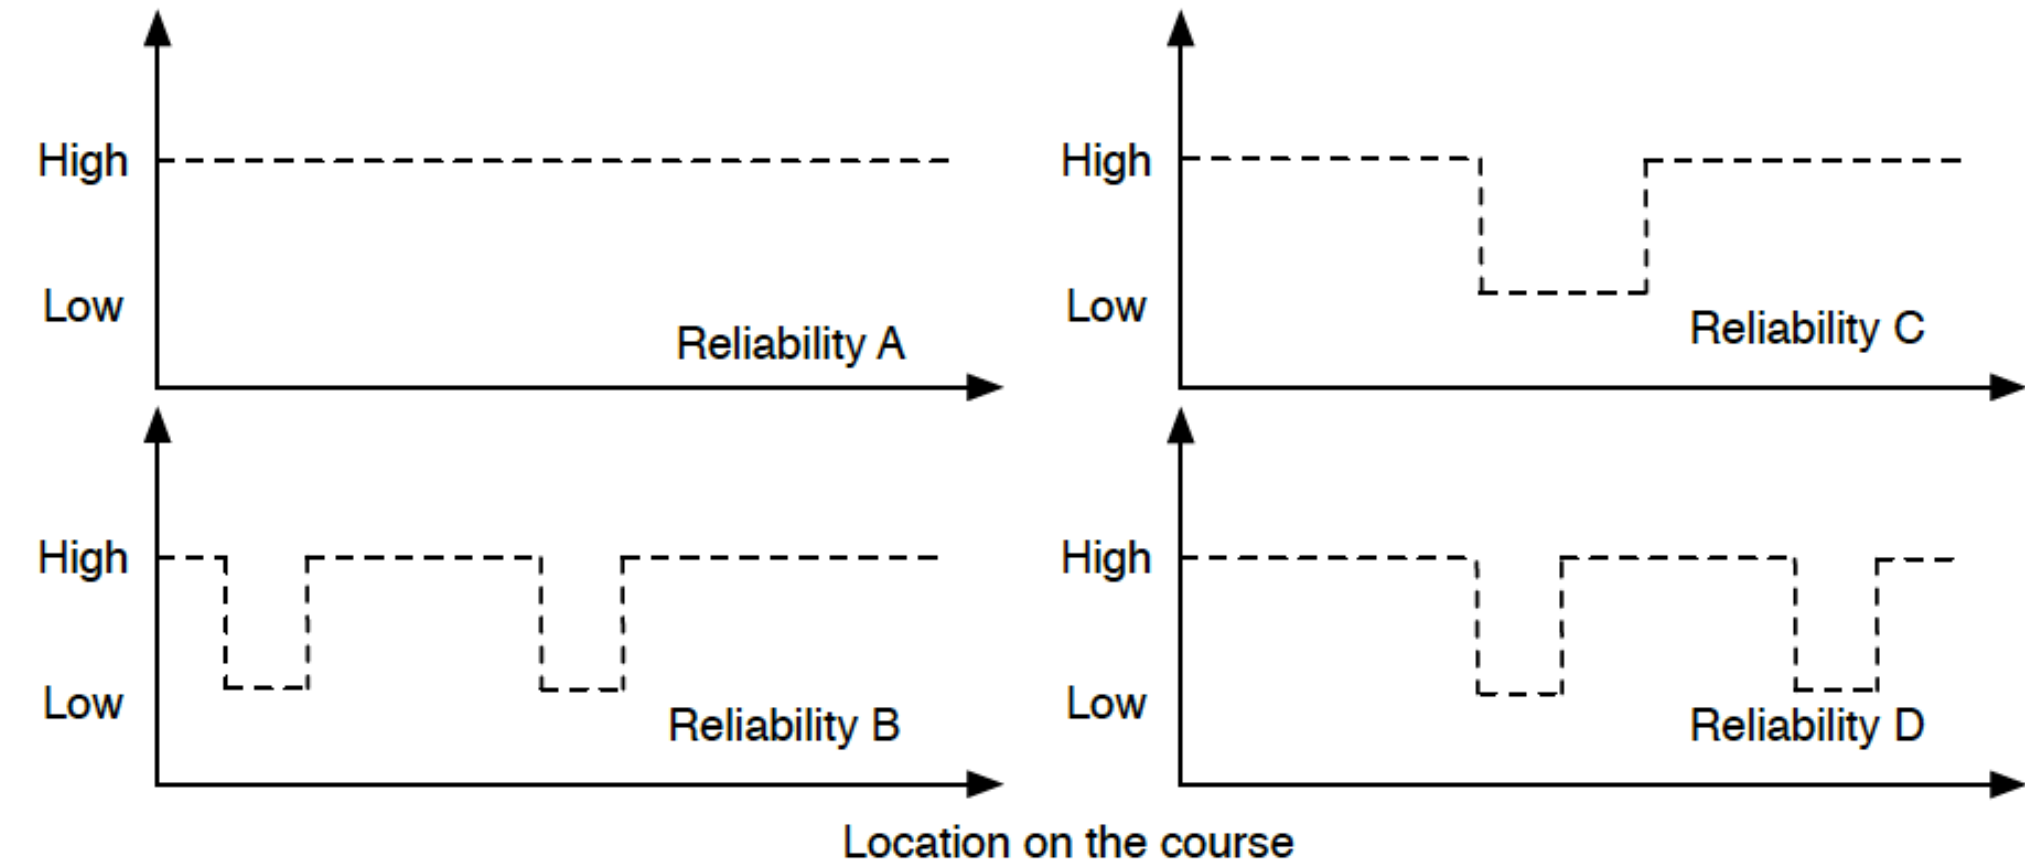 High
Low
Reliability A
High
Low
Reliability C
High
Low
Reliability B
High
Low
Reliability D
Location on the course